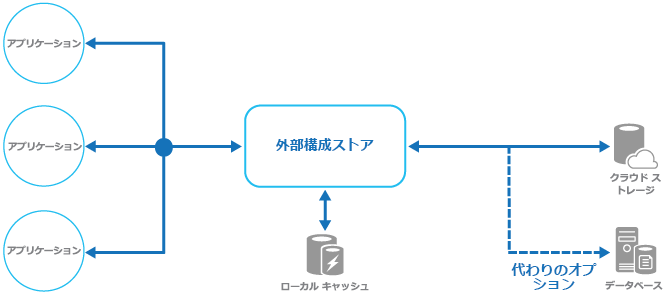 アプリケーション
アプリケーション
外部構成ストア
クラウド ス
トレージ
アプリケーション
代わりのオプ
ション
ローカル キャッシュ
データベース